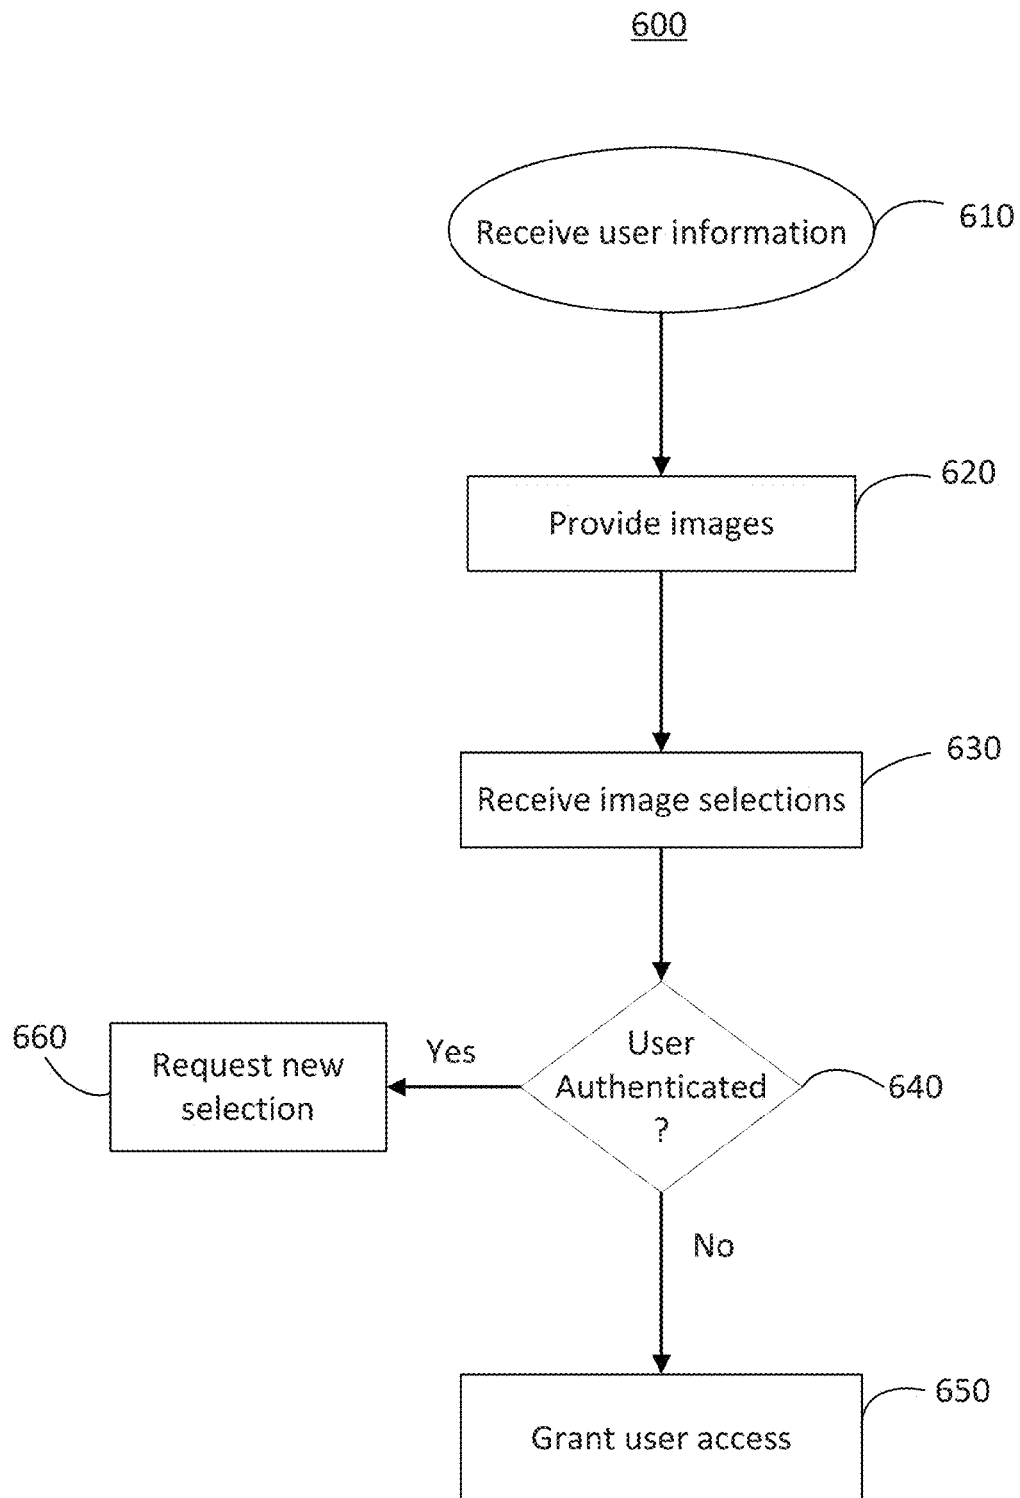 600
Receive user information
610
620
Provide images
630
Receive image selections
660
Request new
selection
Yes
User
Authenticated
?
640
No
650
Grant user access